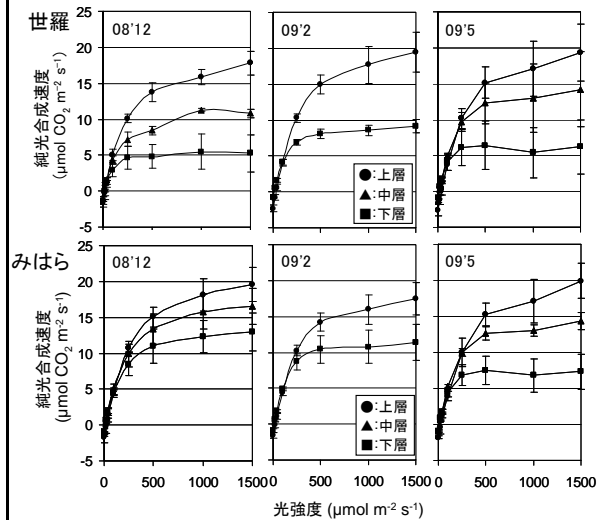 世羅
純光合成速度
(μmol CO2 m-2 s-1)
25
20
15
10
5
0
-5
08'12
09'2
●:上層
▲:中層
■:下層
09'5
みはら
純光合成速度
(μmol CO2 m-2 s-1)
25
20
15
10
5
0
-5
08'12
09'2
●:上層
▲:中層
■:下層
09'5
0 500 1000 1500
0 500 1000 1500
0 500 1000 1500
光強度 (μmol m-2 s-1)